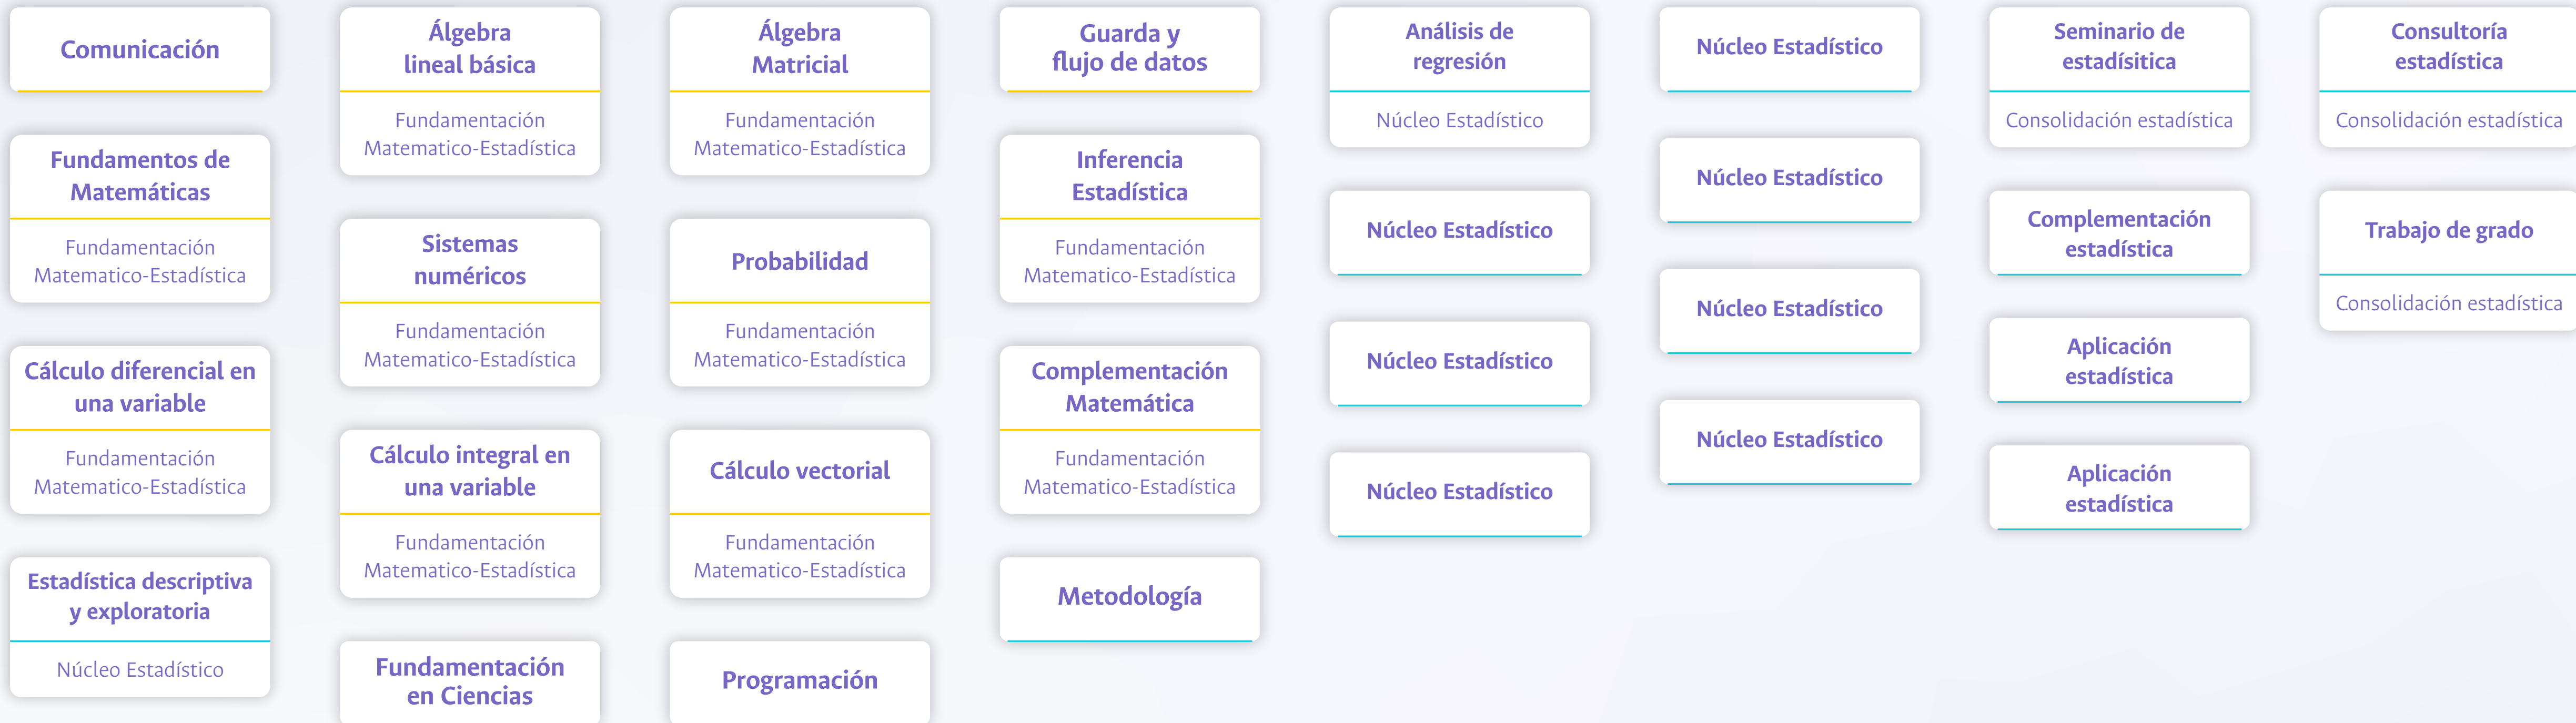 Comunicación
Fundamentos de
Matemáticas
Fundamentación
Matematico-Estadística
Cálculo diferencial en
una variable
Fundamentación
Matematico-Estadística
Estadística descriptiva
y exploratoria
Núcleo Estadístico
Álgebra
lineal básica
Fundamentación
Matematico-Estadística
Sistemas
numéricos
Fundamentación
Matematico-Estadística
Cálculo integral en
una variable
Fundamentación
Matematico-Estadística
Fundamentación
en Ciencias
Álgebra
Matricial
Fundamentación
Matematico-Estadística
Probabilidad
Fundamentación
Matematico-Estadística
Cálculo vectorial
Fundamentación
Matematico-Estadística
Programación
Guarda y
flujo de datos
Inferencia
Estadística
Fundamentación
Matematico-Estadística
Complementación
Matemática
Fundamentación
Matematico-Estadística
Metodología
Análisis de
regresión
Núcleo Estadístico
Núcleo Estadístico
Núcleo Estadístico
Núcleo Estadístico
Núcleo Estadístico
Núcleo Estadístico
Núcleo Estadístico
Núcleo Estadístico
Seminario de
estadísitica
Consolidación estadística
Complementación
estadística
Aplicación
estadística
Aplicación
estadística
Consultoría
estadística
Consolidación estadística
Trabajo de grado
Consolidación estadística